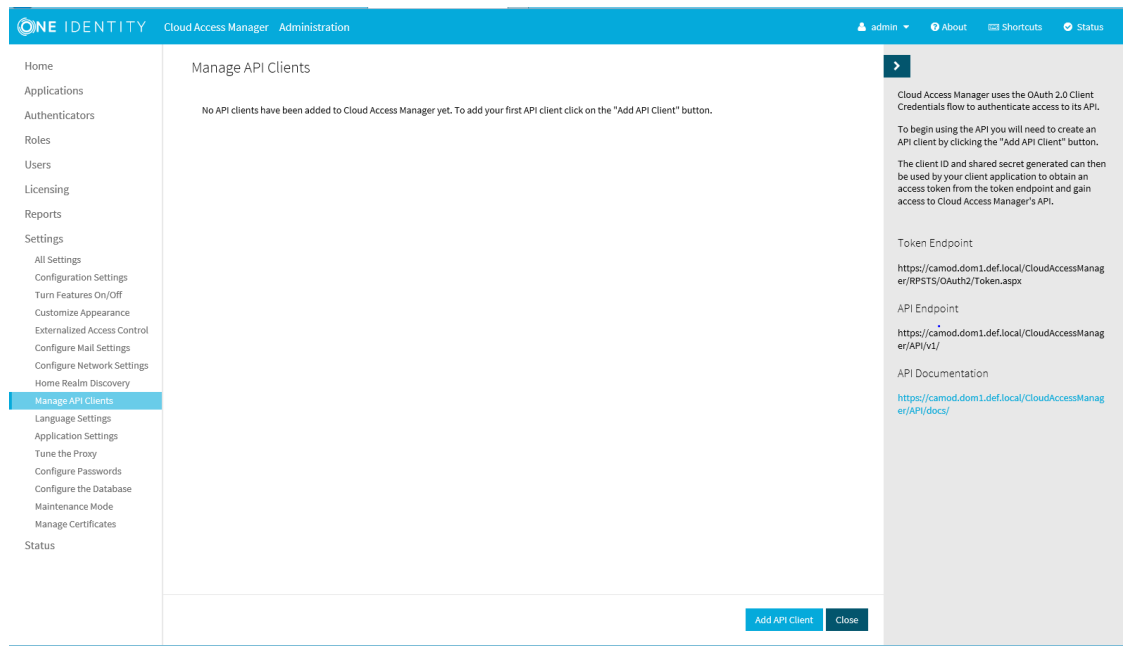 ONE IDENTITY Cloud Access Manager Administration admin About Shortcuts Status
Home
Applications
Authenticators
Roles
Users
Licensing
Reports
Settings
All Settings
Configuration Settings
Turn Features On/Off
Customize Appearance
Externalized Access Control
Configure Mail Settings
Configure Network Settings
Home Realm Discovery
Manage API Clients
Language Settings
Application Settings
Tune the Proxy
Configure Passwords
Configure the Database
Maintenance Mode
Manage Certificates
Status
Manage API Clients
No API clients have been added to Cloud Access Manager yet. To add your first API client click on the "Add API Client" button.
Add API Client Close
Cloud Access Manager uses the OAuth 2.0 Client
Credentials flow to authenticate access to its API.
To begin using the API you will need to create an
API client by clicking the "Add API Client" button.
The client ID and shared secret generated can then
be used by your client application to obtain an
access token from the token endpoint and gain
access to Cloud Access Manager's API.
Token Endpoint
https://camod.dom1.def.local/CloudAccessManag
er/RPSTS/OAuth2/Token.aspx
API Endpoint
https://camod.dom1.def.local/CloudAccessManag
er/API/v1/
API Documentation
https://camod.dom1.def.local/CloudAccessManag
er/API/docs/